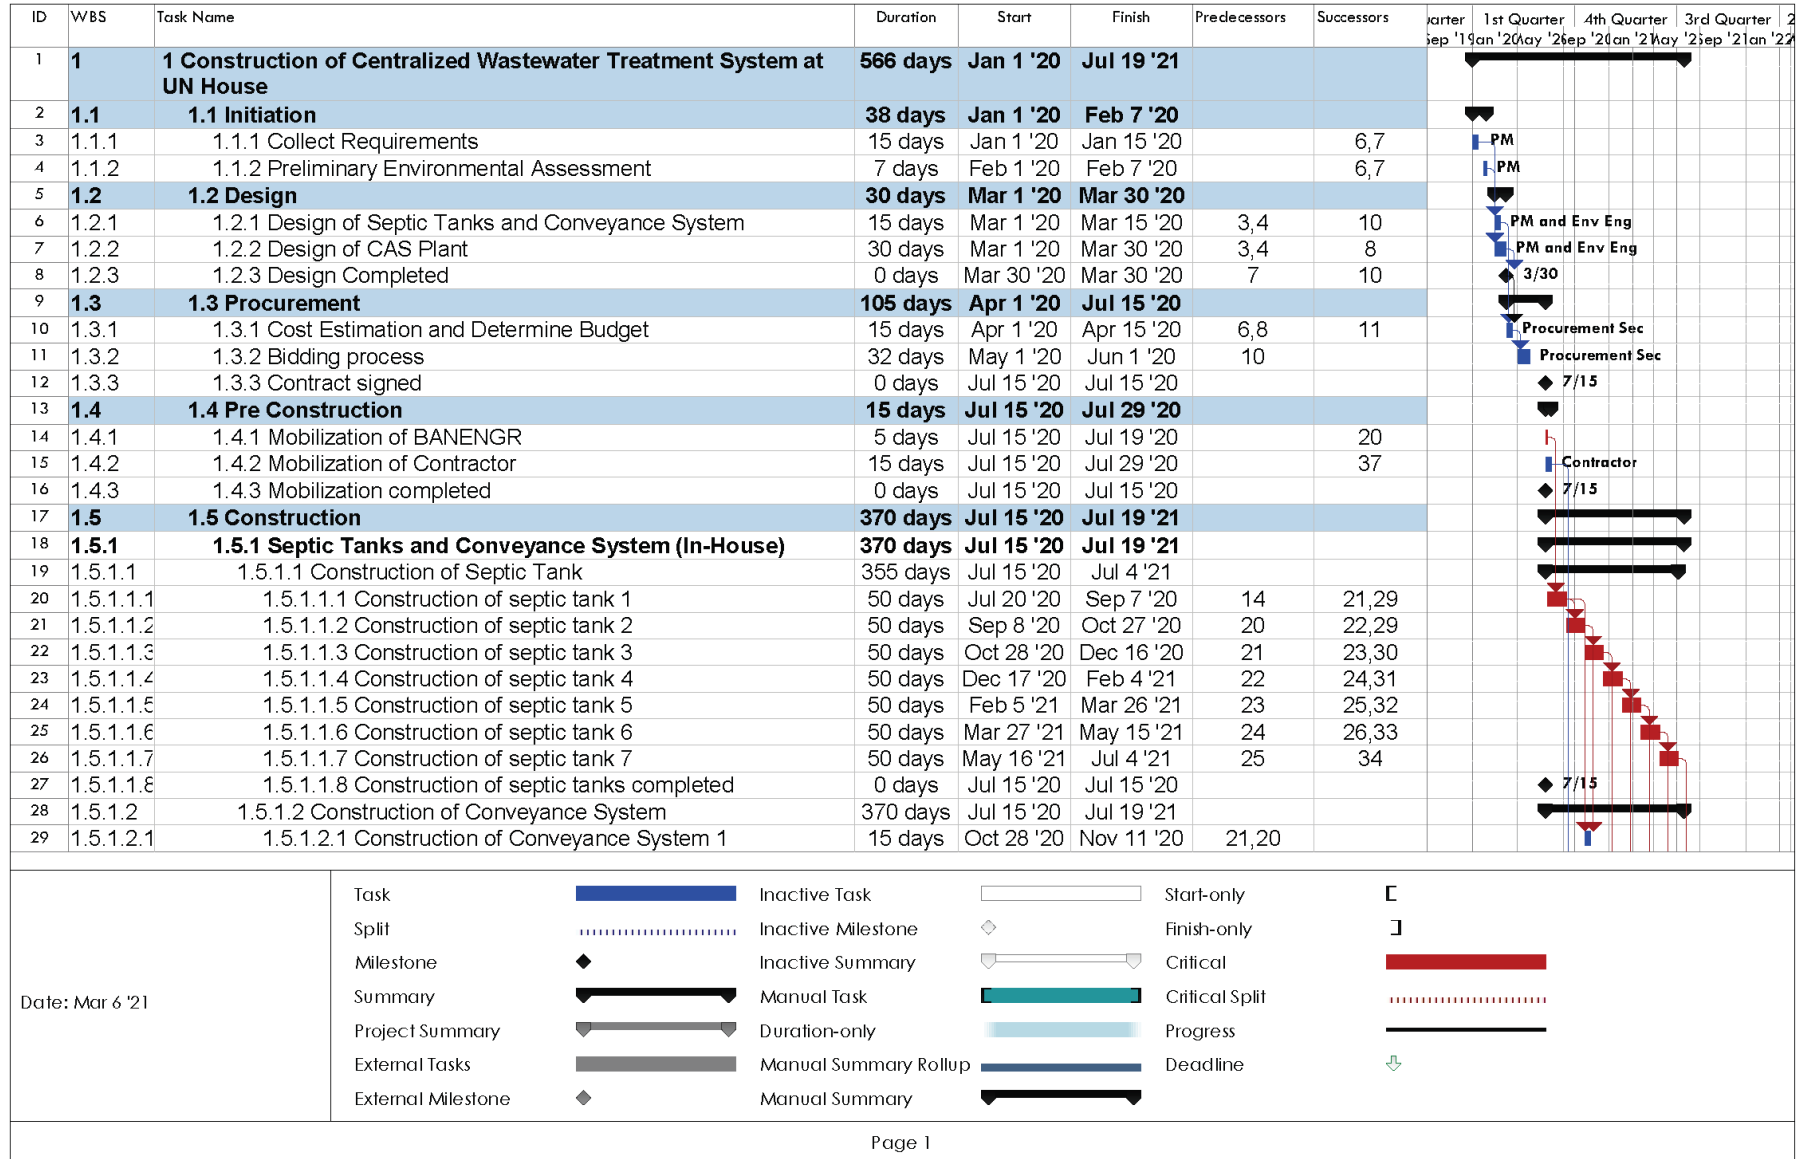 ID WBS Task Name Duration Start Finish Predecessors Successors
1st Quarter 4th Quarter 3rd Quarter
1 1 1 Construction of Centralized Wastewater Treatment System at UN House 566 days Jan 1 '20 Jul 19 '21
2 1.1 1.1 Initiation 38 days Jan 1 '20 Feb 7 '20
3 1.1.1 1.1.1 Collect Requirements 15 days Jan 1 '20 Jan 15 '20 6,7 PM
4 1.1.2 1.1.2 Preliminary Environmental Assessment 7 days Feb 1 '20 Feb 7 '20 6,7 PM
5 1.2 1.2 Design 30 days Mar 1 '20 Mar 30 '20
6 1.2.1 1.2.1 Design of Septic Tanks and Conveyance System 15 days Mar 1 '20 Mar 15 '20 3,4 10 PM and Env Eng
7 1.2.2 1.2.2 Design of CAS Plant 30 days Mar 1 '20 Mar 30 '20 3,4 8 PM and Env Eng
8 1.2.3 1.2.3 Design Completed 0 days Mar 30 '20 Mar 30 '20 7 10 3/30
9 1.3 1.3 Procurement 105 days Apr 1 '20 Jul 15 '20
10 1.3.1 1.3.1 Cost Estimation and Determine Budget 15 days Apr 1 '20 Apr 15 '20 6,8 11 Procurement Sec
11 1.3.2 1.3.2 Bidding process 32 days May 1 '20 Jun 1 '20 10 Procurement Sec
12 1.3.3 1.3.3 Contract signed 0 days Jul 15 '20 Jul 15 '20 7/15
13 1.4 1.4 Pre Construction 15 days Jul 15 '20 Jul 29 '20
14 1.4.1 1.4.1 Mobilization of BANENGR 5 days Jul 15 '20 Jul 19 '20 20
15 1.4.2 1.4.2 Mobilization of Contractor 15 days Jul 15 '20 Jul 29 '20 37 Contractor
16 1.4.3 1.4.3 Mobilization completed 0 days Jul 15 '20 Jul 15 '20 7/15
17 1.5 1.5 Construction 370 days Jul 15 '20 Jul 19 '21
18 1.5.1 1.5.1 Septic Tanks and Conveyance System (In-House) 370 days Jul 15 '20 Jul 19 '21
19 1.5.1.1 1.5.1.1 Construction of Septic Tank 355 days Jul 15 '20 Jul 4 '21
20 1.5.1.1.1 1.5.1.1.1 Construction of septic tank 1 50 days Jul 20 '20 Sep 7 '20 14 21,29
21 1.5.1.1.2 1.5.1.1.2 Construction of septic tank 2 50 days Sep 8 '20 Oct 27 '20 20 22,29
22 1.5.1.1.3 1.5.1.1.3 Construction of septic tank 3 50 days Oct 28 '20 Dec 16 '20 21 23,30
23 1.5.1.1.4 1.5.1.1.4 Construction of septic tank 4 50 days Dec 17 '20 Feb 4 '21 22 24,31
24 1.5.1.1.5 1.5.1.1.5 Construction of septic tank 5 50 days Feb 5 '21 Mar 26 '21 23 25,32
25 1.5.1.1.6 1.5.1.1.6 Construction of septic tank 6 50 days Mar 27 '21 May 15 '21 24 26,33
26 1.5.1.1.7 1.5.1.1.7 Construction of septic tank 7 50 days May 16 '21 Jul 4 '21 25 34
27 1.5.1.1.8 1.5.1.1.8 Construction of septic tanks completed 0 days Jul 15 '20 Jul 15 '20 7/15
28 1.5.1.2 1.5.1.2 Construction of Conveyance System 370 days Jul 15 '20 Jul 19 '21
29 1.5.1.2.1 1.5.1.2.1 Construction of Conveyance System 1 15 days Oct 28 '20 Nov 11 '20 21,20
Task Inactive Task Start-only
Split Inactive Milestone Finish-only
Milestone Inactive Summary Critical
Date: Mar 6 '21 Summary Manual Task Critical Split
Project Summary Duration-only Progress
External Tasks Manual Summary Rollup Deadline
External Milestone Manual Summary
Page 1